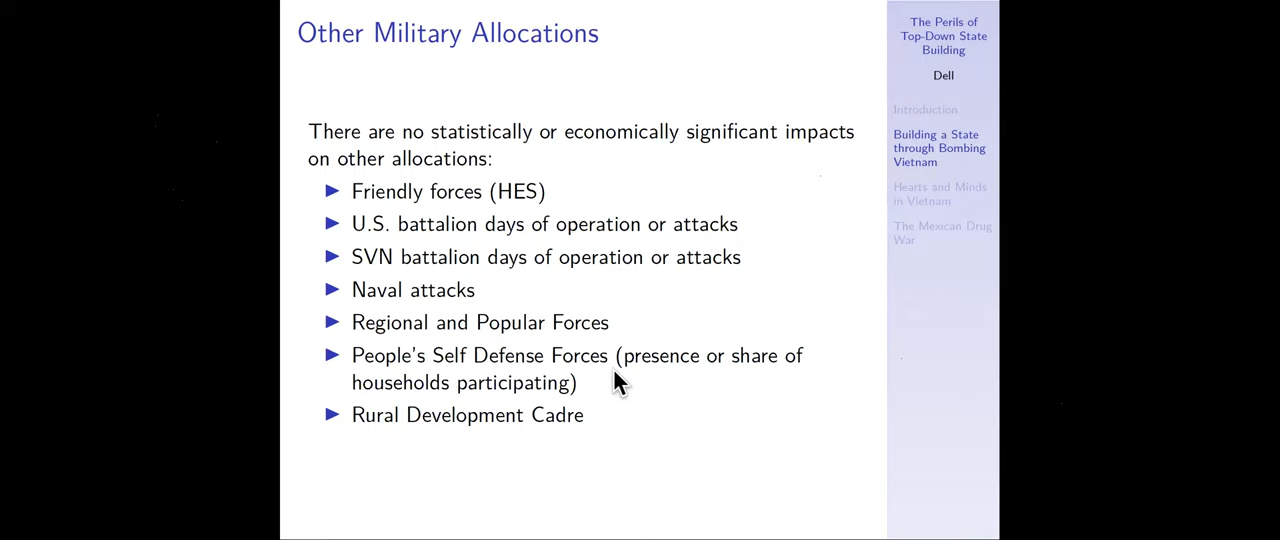 Other Military Allocations
There are no statistically or economically significant impacts
on other allocations:
Friendly forces (HES)
U.S. battalion days of operation or attacks
SVN battalion days of operation or attacks
Naval attacks
Regional and Popular Forces
People's Self Defense Forces (presence or share of
households participating)
Rural Development Cadre
The Perils of
Top-Down State
Building
Dell
Introduction
Building a State
through Bombing
Vietnam
Hearts and Minds
in Vietnam
The Mexican Drug
War